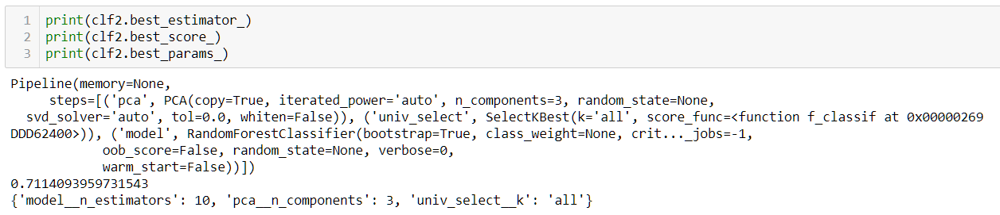 1 print(clf2.best_estimator_)
2 print(clf2.best_score_)
3 print(clf2.best_params_)
Pipeline(memory=None,
     steps=[('pca', PCA(copy=True, iterated_power='auto', n_components=3, random_state=None,
  svd_solver='auto', tol=0.0, whiten=False)), ('univ_select', SelectKBest(k='all', score_func=<function f_classif at 0x00000269
DDD62400>)), ('model', RandomForestClassifier(bootstrap=True, class_weight=None, crit..._jobs=-1,
            oob_score=False, random_state=None, verbose=0,
            warm_start=False))])
0.7114093959731543
{'model__n_estimators': 10, 'pca__n_components': 3, 'univ_select__k': 'all'}